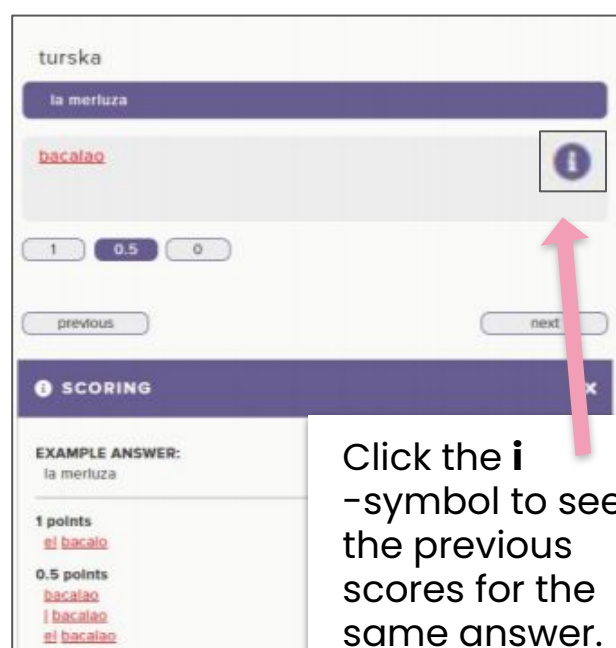 turska
la merluza
bacalao
i
1 0.5 0
previous next
i SCORING x
EXAMPLE ANSWER:
la merluza
1 points
el bacalo
0.5 points
bacalao
l bacalao
el bacalao
Click the i
-symbol to see
the previous
scores for the
same answer.